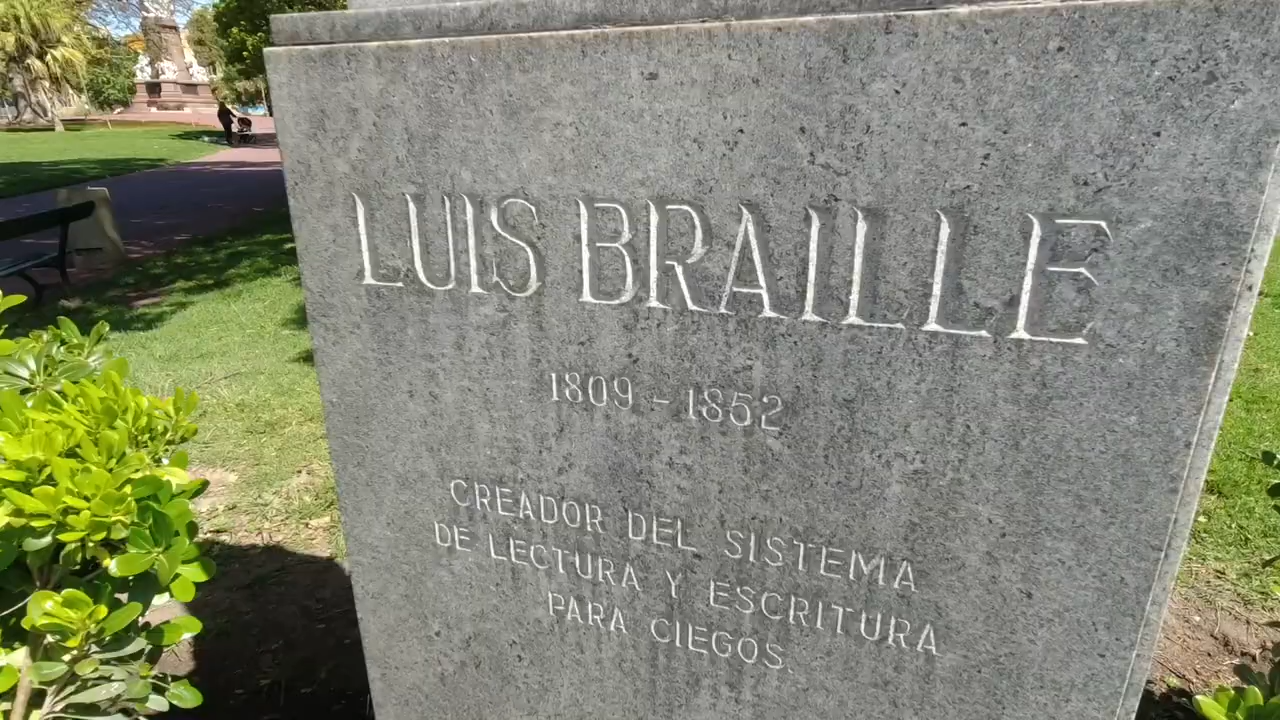 LUIS BRAILLE
1809 - 1852
CREADOR DEL SISTEMA
DE LECTURA Y ESCRITURA
PARA CIEGOS.